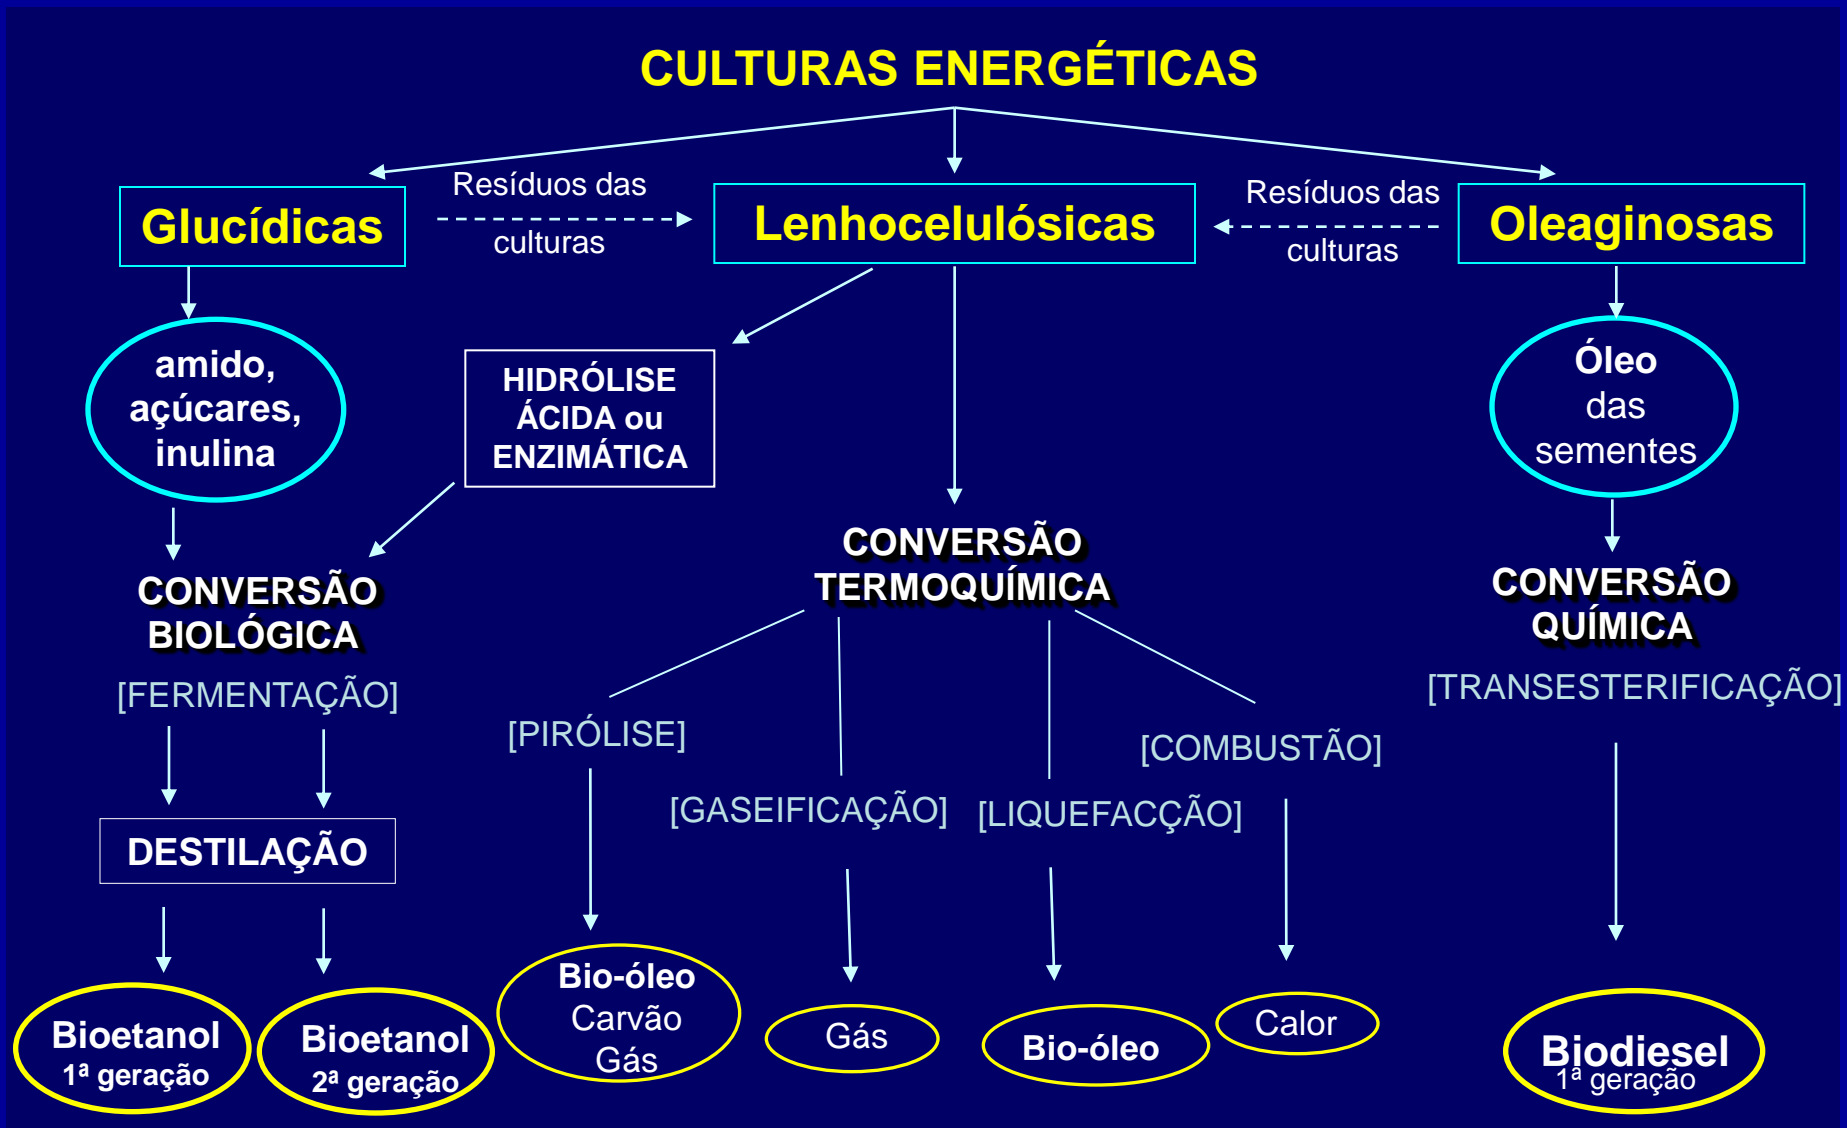 CULTURAS ENERGÉTICAS
Glucídicas
Resíduos das
culturas
Lenhocelulósicas
Resíduos das
culturas
Oleaginosas
amido,
açúcares,
inulina
HIDRÓLISE
ÁCIDA ou
ENZIMÁTICA
Óleo
das
sementes
CONVERSÃO
BIOLÓGICA
[FERMENTAÇÃO]
CONVERSÃO
TERMOQUÍMICA
CONVERSÃO
QUÍMICA
[TRANSESTERIFICAÇÃO]
[PIRÓLISE]
[GASEIFICAÇÃO]
[LIQUEFACÇÃO]
[COMBUSTÃO]
DESTILAÇÃO
Bioetanol
1ª geração
Bioetanol
2ª geração
Bio-óleo
Carvão
Gás
Gás
Bio-óleo
Calor
Biodiesel
1ª geração